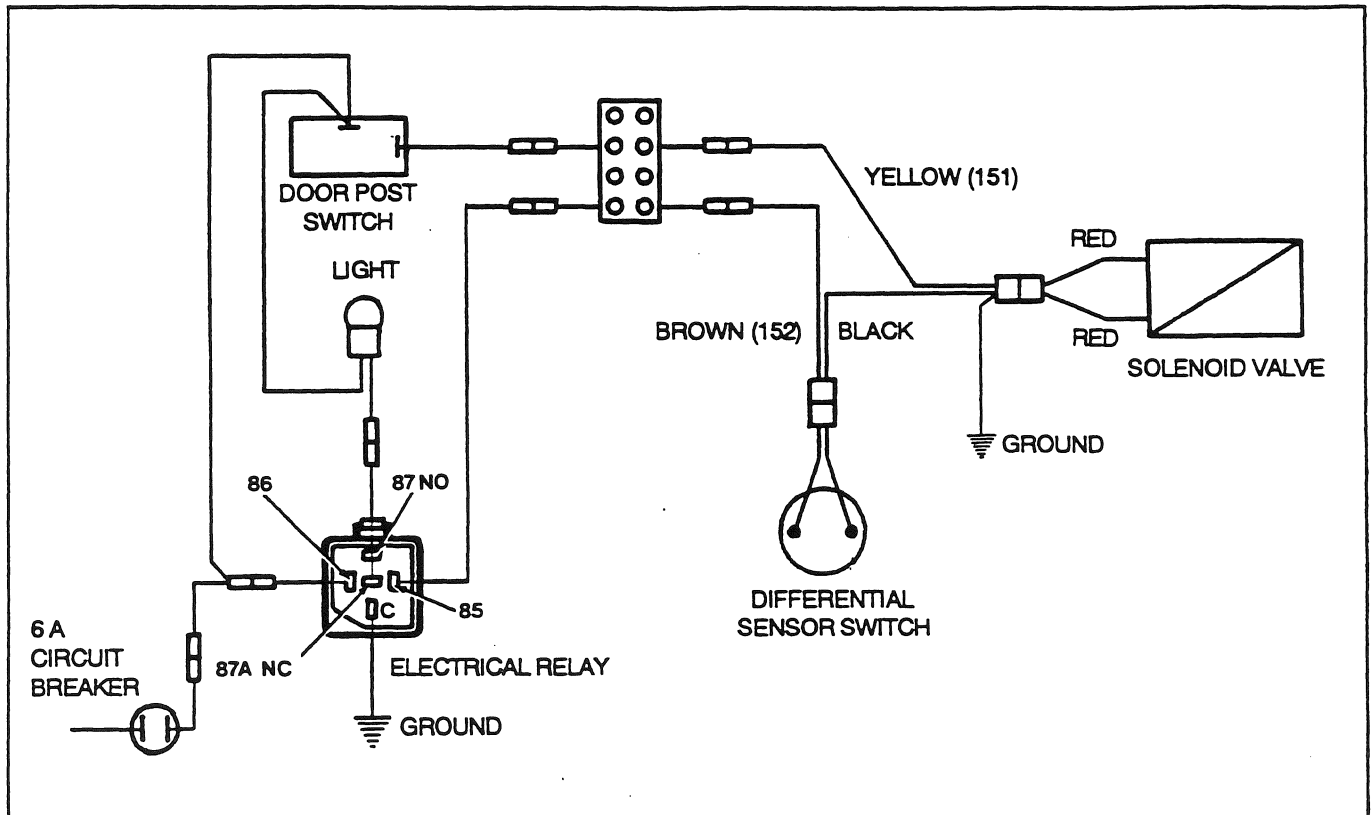 DOOR POST
SWITCH
YELLOW (151)
RED
LIGHT
BROWN (152)
BLACK
RED
SOLENOID VALVE
GROUND
86
87 NO
C
85
DIFFERENTIAL
SENSOR SWITCH
6 A
CIRCUIT
BREAKER
87A NC
ELECTRICAL RELAY
GROUND